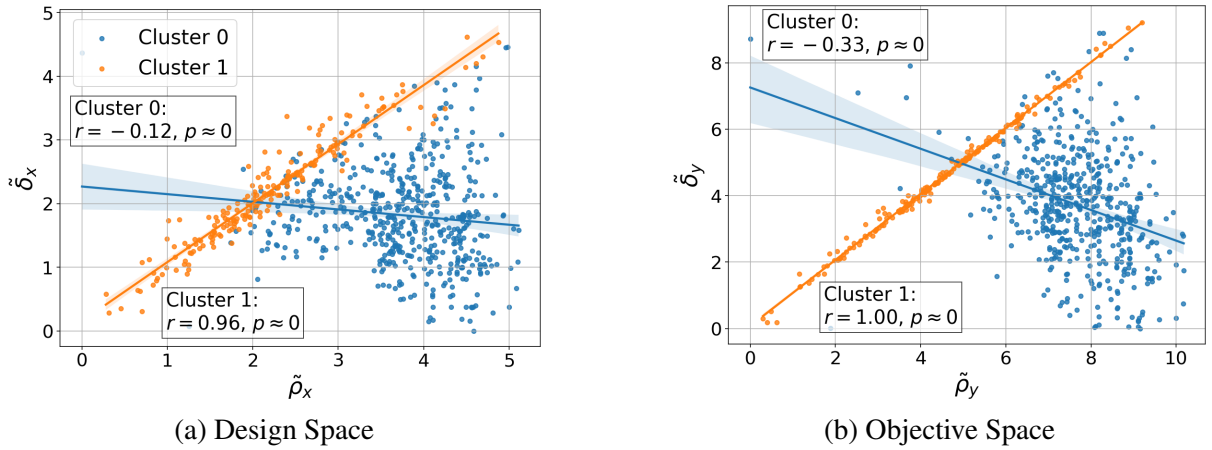 5
4
3
2
1
0
δ̃ₓ
Cluster 0
Cluster 1
Cluster 0:
r = −0.12, p ≈ 0
Cluster 1:
r = 0.96, p ≈ 0
0 1 2 3 4 5
ρ̃ₓ
(a) Design Space
8
6
4
2
0
δ̃_y
Cluster 0:
r = −0.33, p ≈ 0
Cluster 1:
r = 1.00, p ≈ 0
0 2 4 6 8 10
ρ̃_y
(b) Objective Space